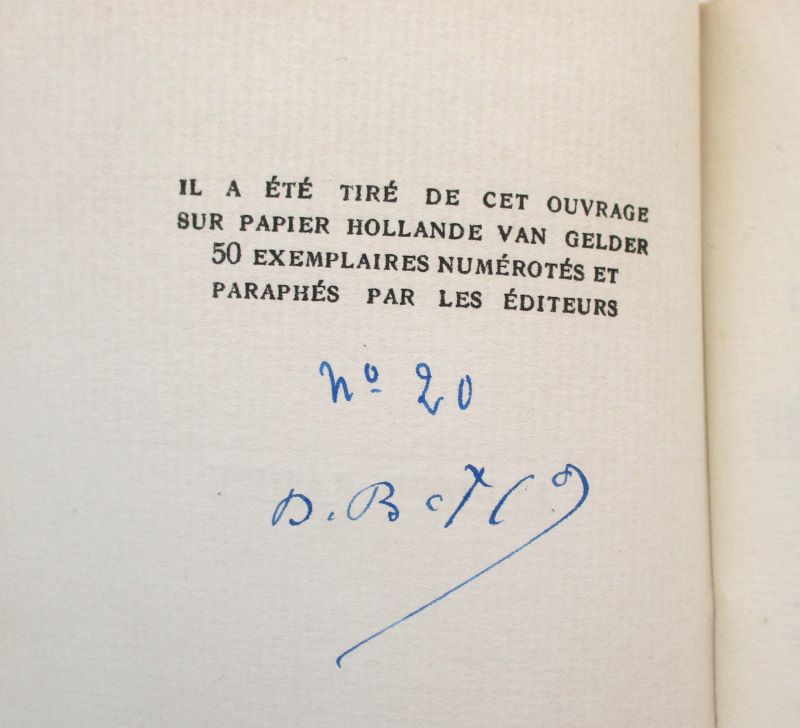 IL A ÉTÉ TIRÉ DE CET OUVRAGE
SUR PAPIER HOLLANDE VAN GELDER
50 EXEMPLAIRES NUMÉROTÉS ET
PARAPHÉS PAR LES ÉDITEURS
Nº 20